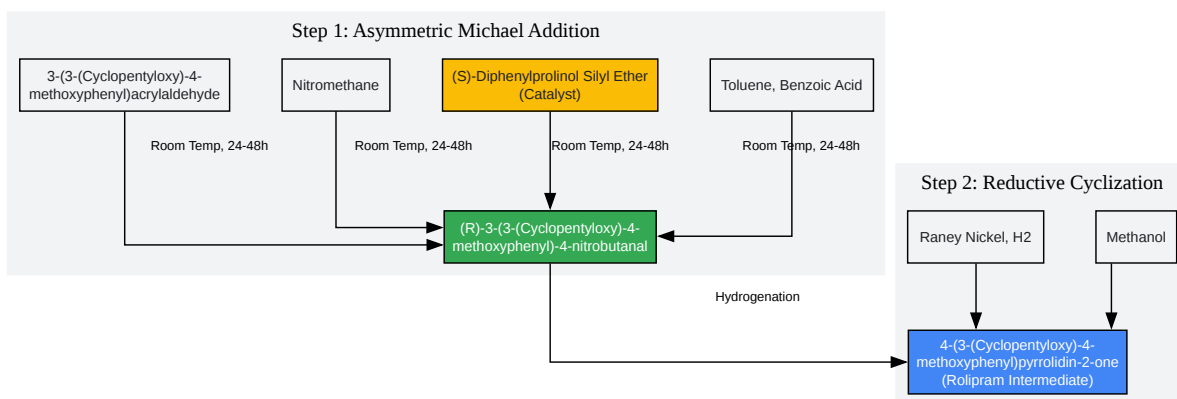 Step 1: Asymmetric Michael Addition
3-(3-(Cyclopentyloxy)-4-
methoxyphenyl)acrylaldehyde
Nitromethane
(S)-Diphenylprolinol Silyl Ether
(Catalyst)
Toluene, Benzoic Acid
Room Temp, 24-48h
Room Temp, 24-48h
Room Temp, 24-48h
Room Temp, 24-48h
(R)-3-(3-(Cyclopentyloxy)-4-
methoxyphenyl)-4-nitrobutanal
Hydrogenation
Step 2: Reductive Cyclization
Raney Nickel, H2
Methanol
4-(3-(Cyclopentyloxy)-4-
methoxyphenyl)pyrrolidin-2-one
(Rolipram Intermediate)